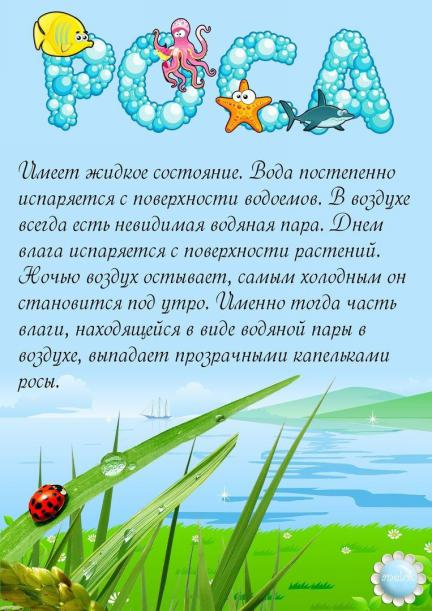 РОСА
Имеет жидкое состояние. Вода постепенно
испаряется с поверхности водоемов. В воздухе
всегда есть невидимая водяная пара. Днем
влага испаряется с поверхности растений.
Ночью воздух остывает, самым холодным он
становится под утро. Именно тогда часть
влаги, находящейся в виде водяной пары в
воздухе, выпадает прозрачными капельками
росы.